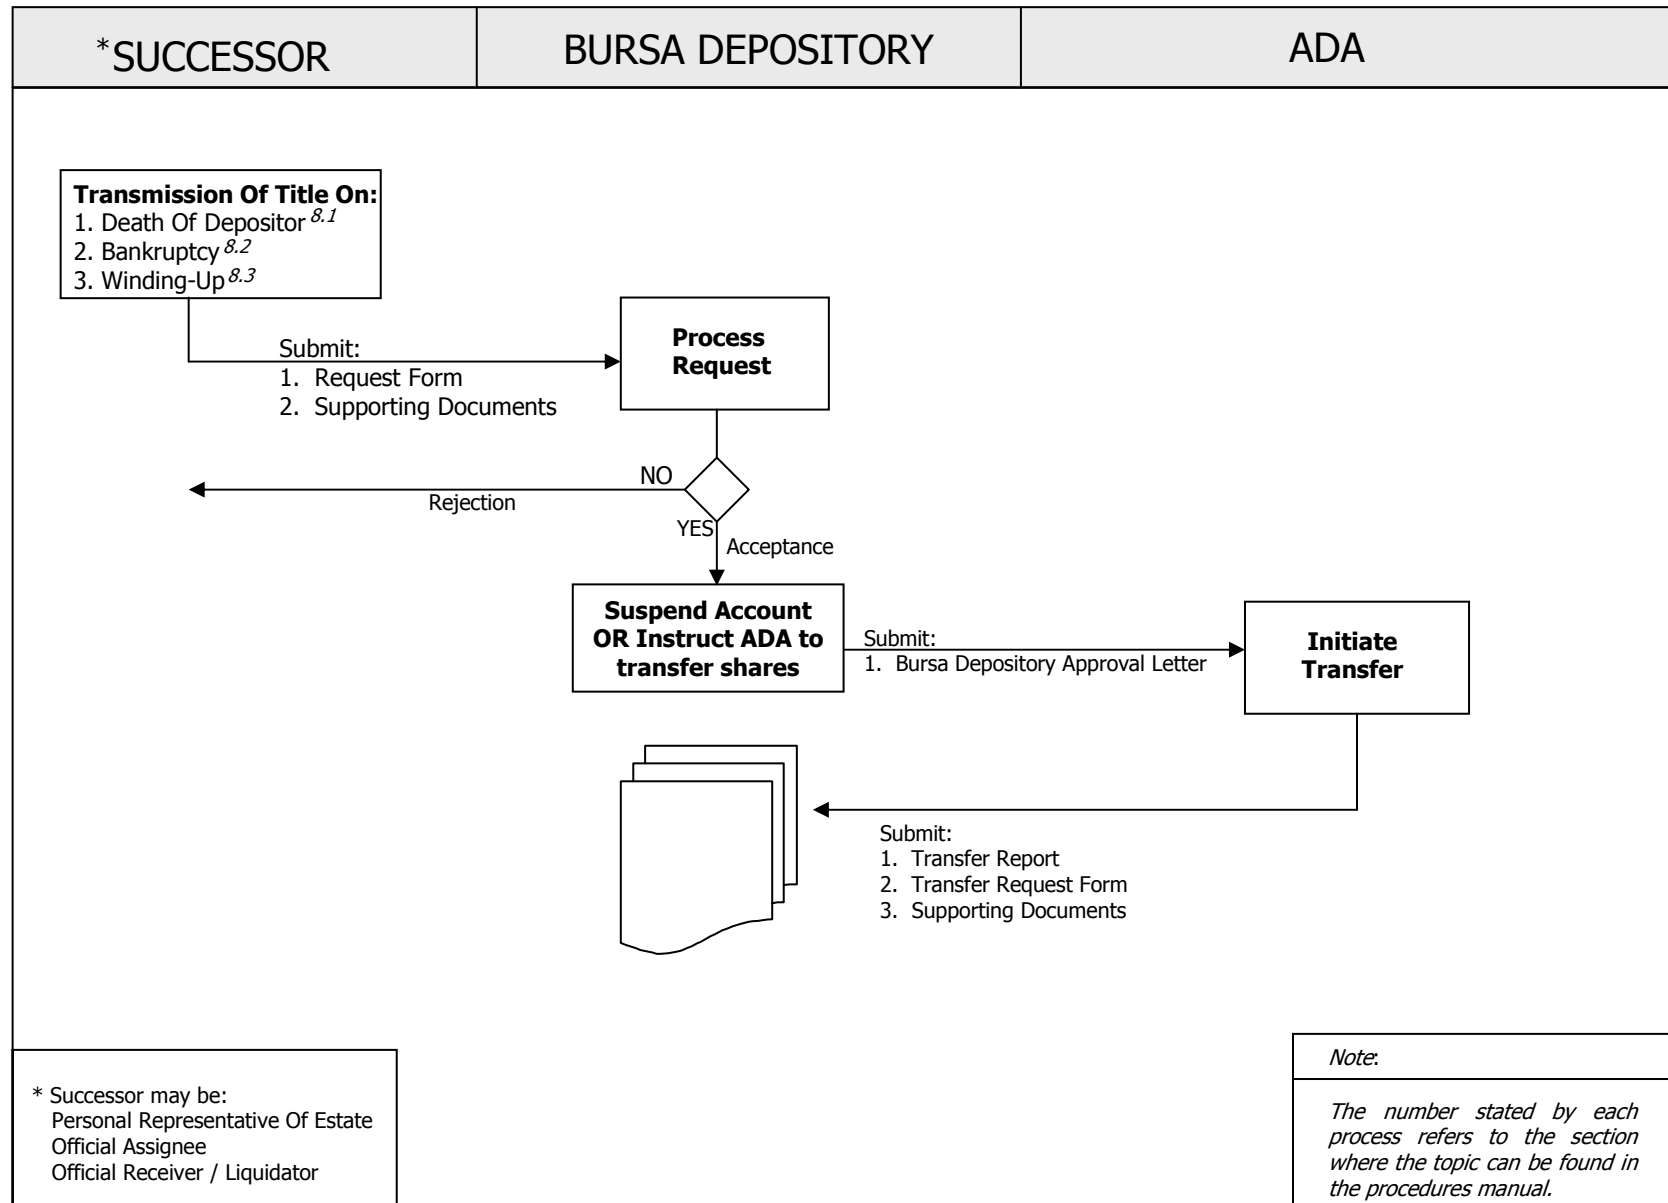 *SUCCESSOR
BURSA DEPOSITORY
ADA
Transmission Of Title On:
1. Death Of Depositor 8.1
2. Bankruptcy 8.2
3. Winding-Up 8.3
Submit:
1. Request Form
2. Supporting Documents
Process
Request
NO
Rejection
YES
Acceptance
Suspend Account
OR Instruct ADA to
transfer shares
Submit:
1. Bursa Depository Approval Letter
Initiate
Transfer
Submit:
1. Transfer Report
2. Transfer Request Form
3. Supporting Documents
* Successor may be:
Personal Representative Of Estate
Official Assignee
Official Receiver / Liquidator
Note:
The number stated by each
process refers to the section
where the topic can be found in
the procedures manual.